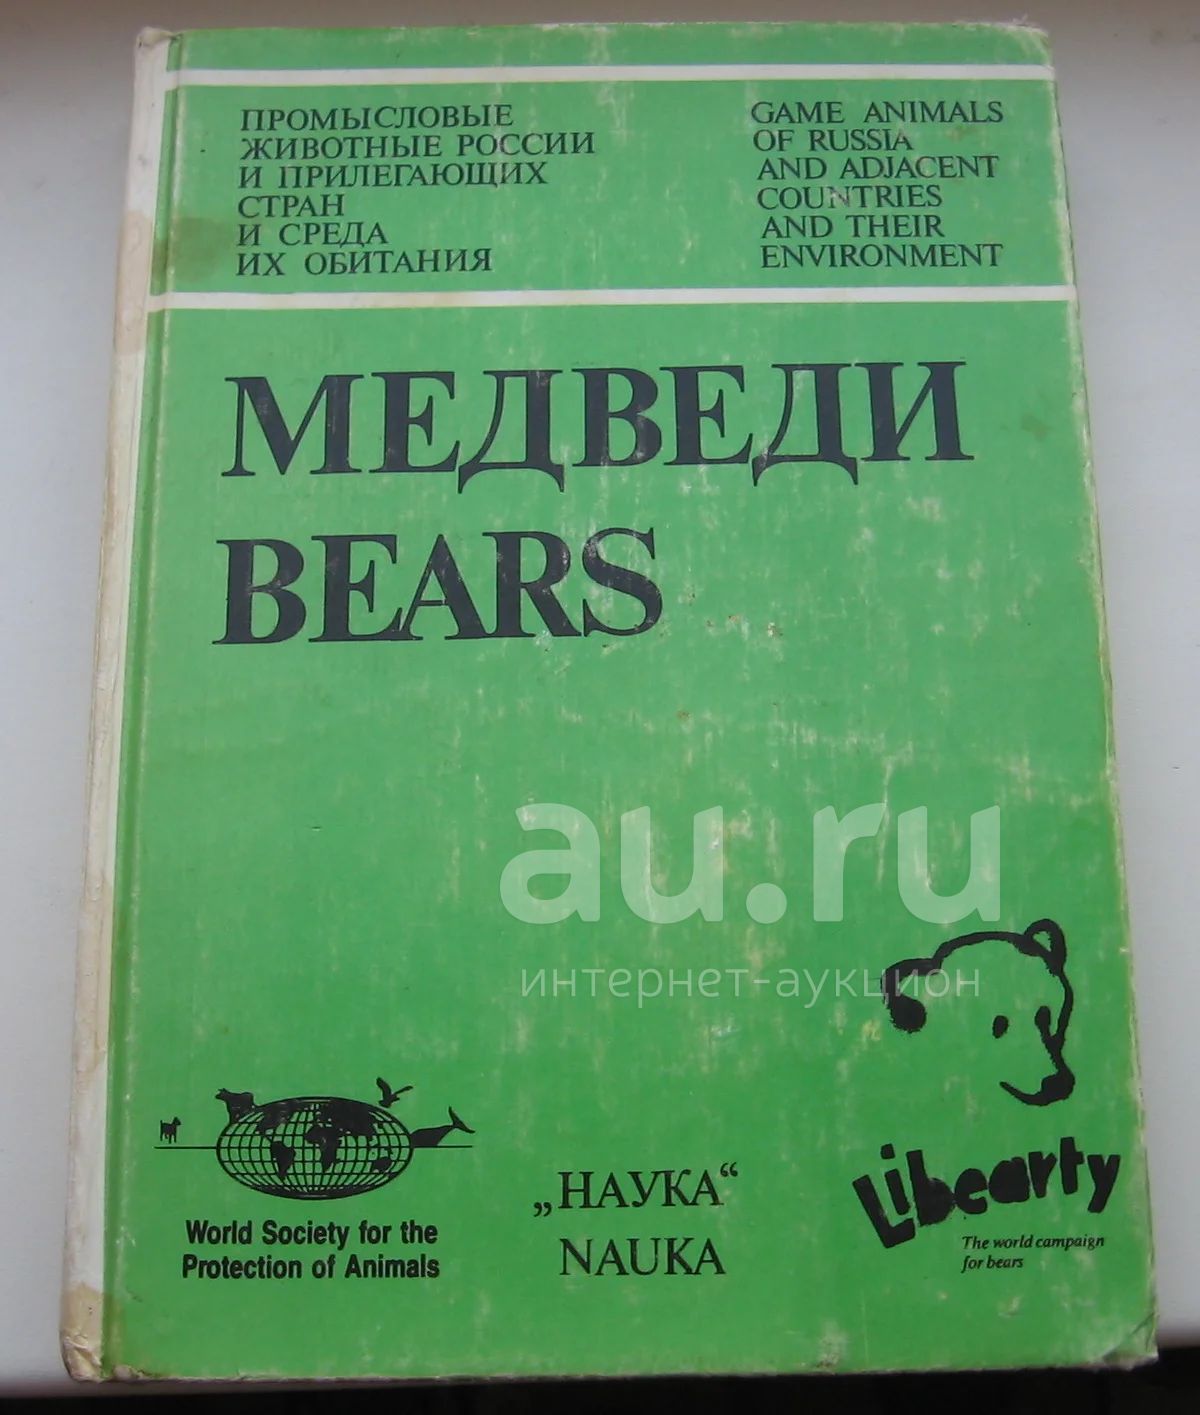 ПРОМЫСЛОВЫЕ
ЖИВОТНЫЕ РОССИИ
И ПРИЛЕГАЮЩИХ
СТРАН
И СРЕДА
ИХ ОБИТАНИЯ
GAME ANIMALS
OF RUSSIA
AND ADJACENT
COUNTRIES
AND THEIR
ENVIRONMENT
МЕДВЕДИ
BEARS
au.ru
интернет-аукцион
World Society for the
Protection of Animals
„НАУКА“
NAUKA
Libearty
The world campaign
for bears